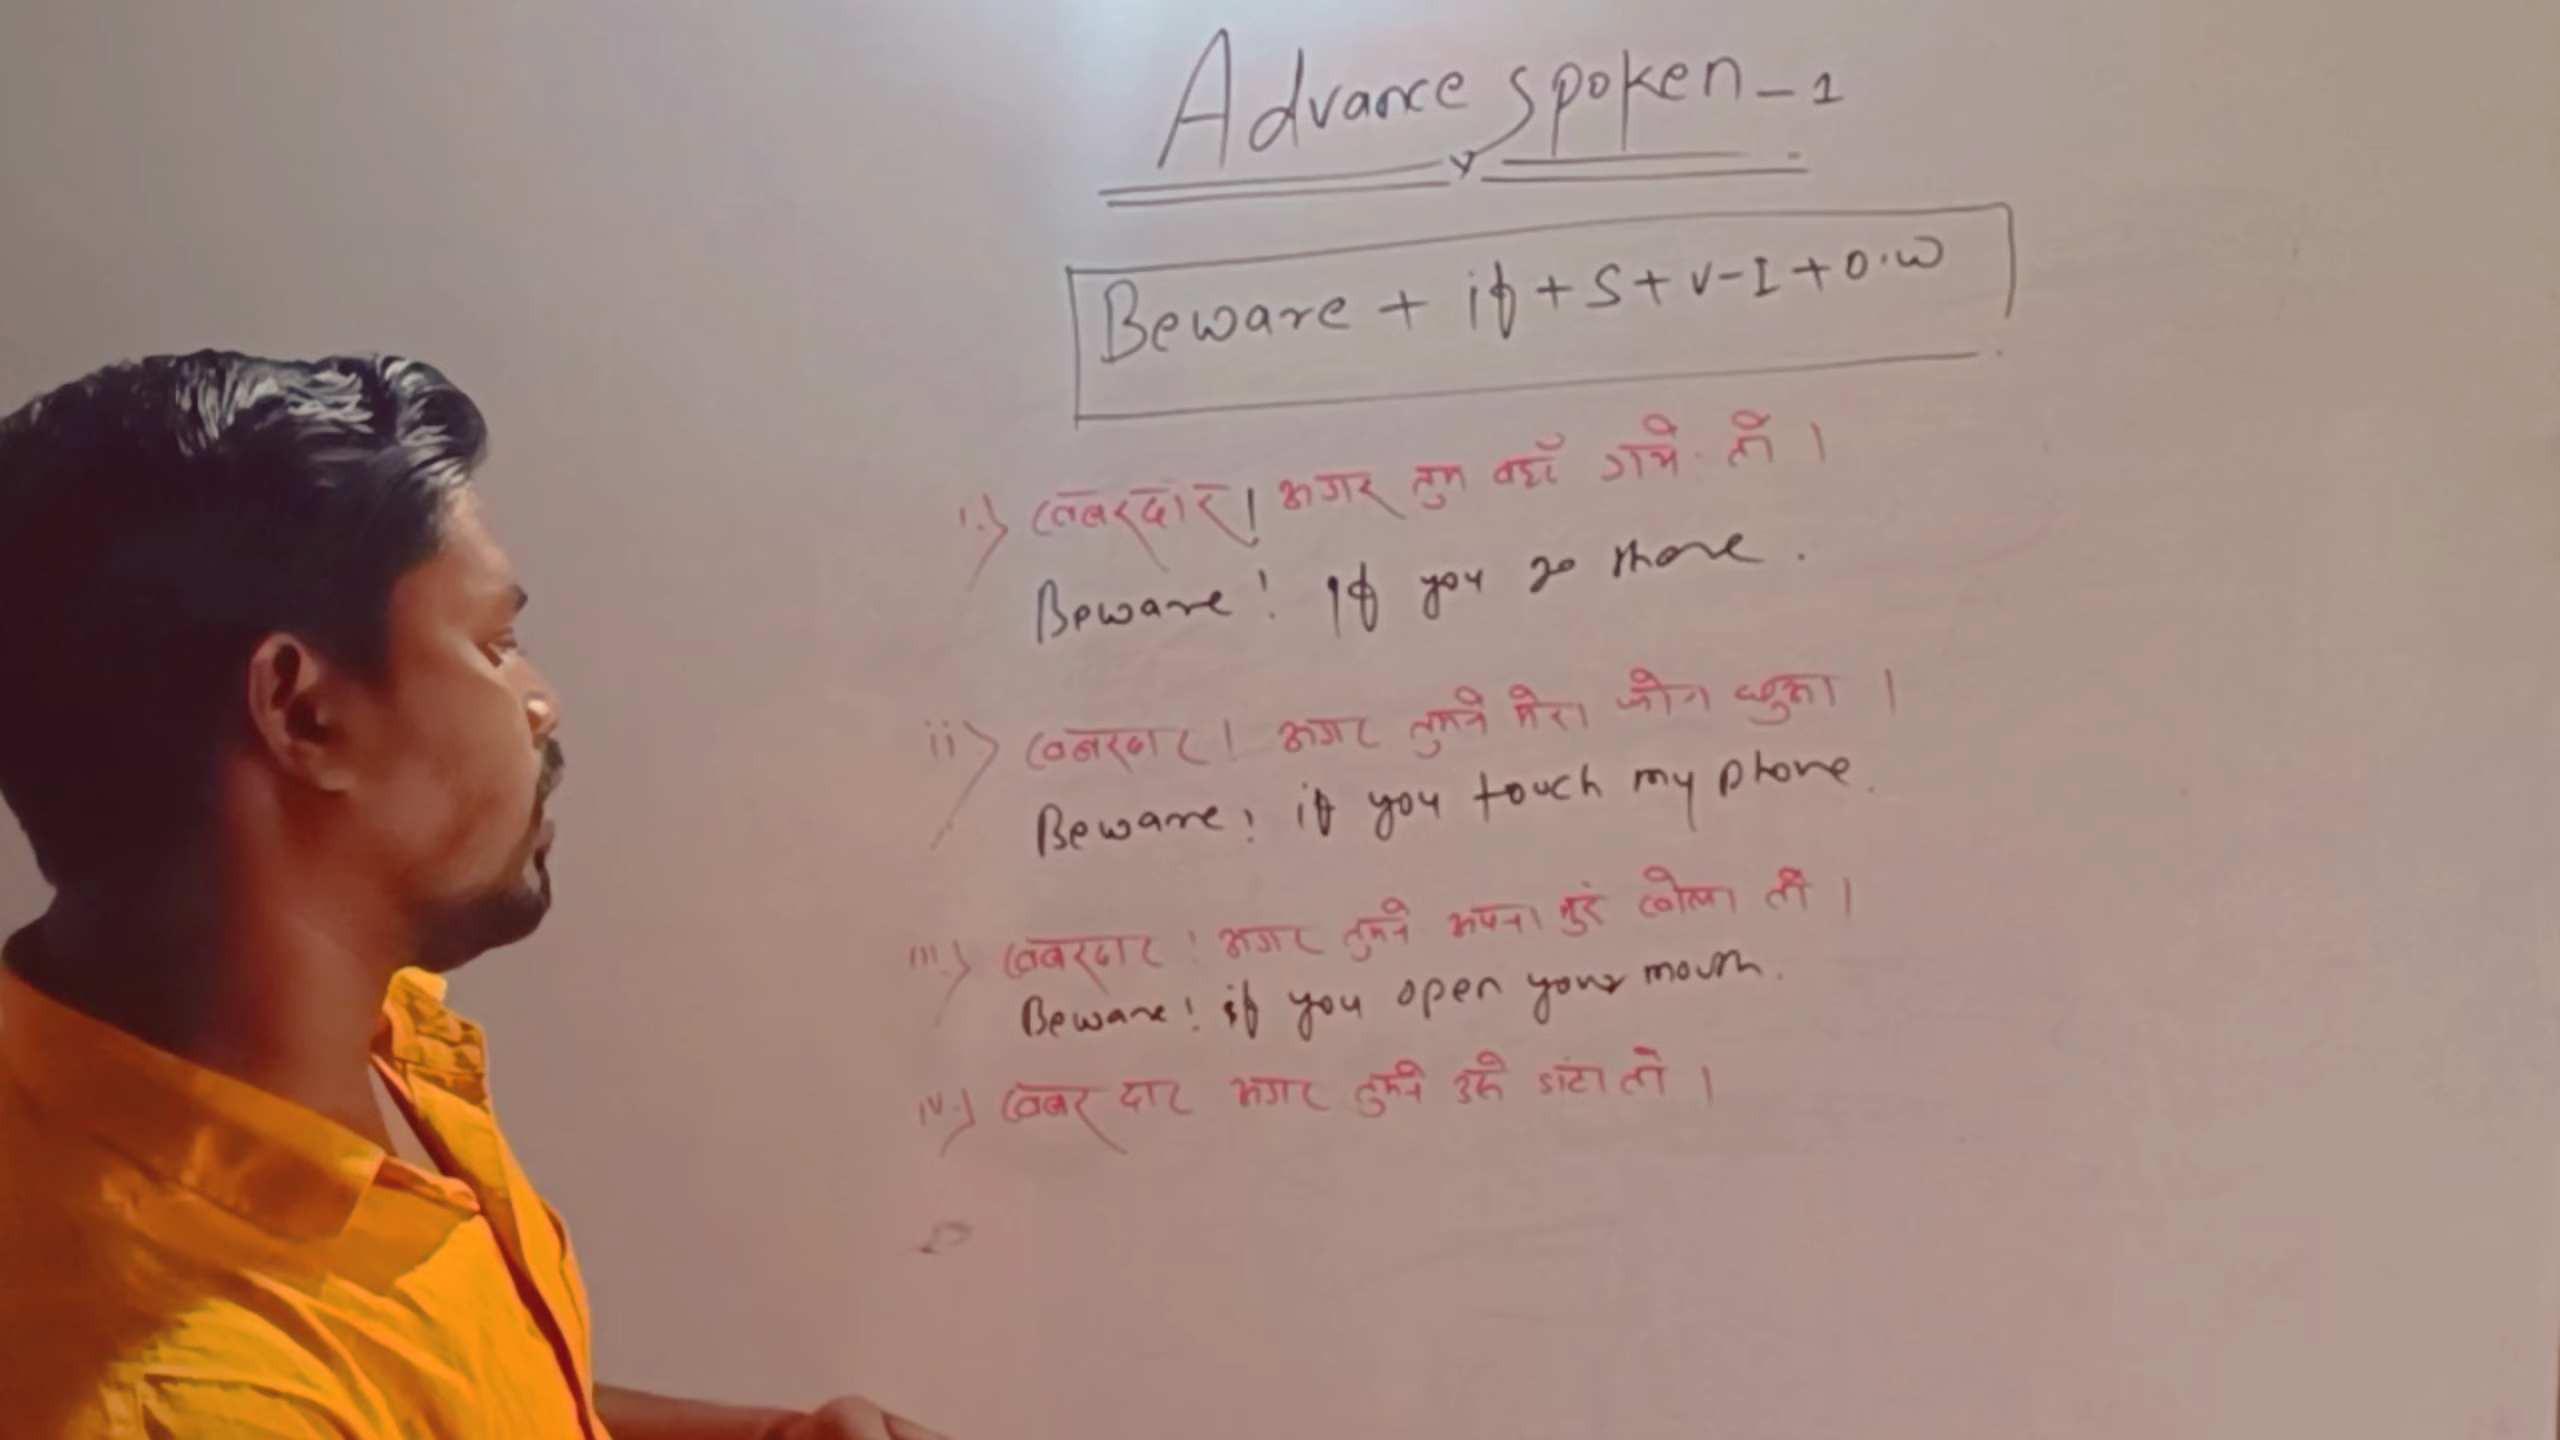 Advance spoken - 1
Beware + if + S + V-I + O.W
i.) खबरदार! अगर तुम वहाँ गये तो ।
Beware! If you go there.
ii) खबरदार! अगर तुमने मेरा फोन छुआ ।
Beware! if you touch my phone.
iii.) खबरदार! अगर तुमने अपना मुहं खोला तो ।
Beware! if you open your mouth.
iv.) खबरदार अगर तुमने उसे डांटा तो ।